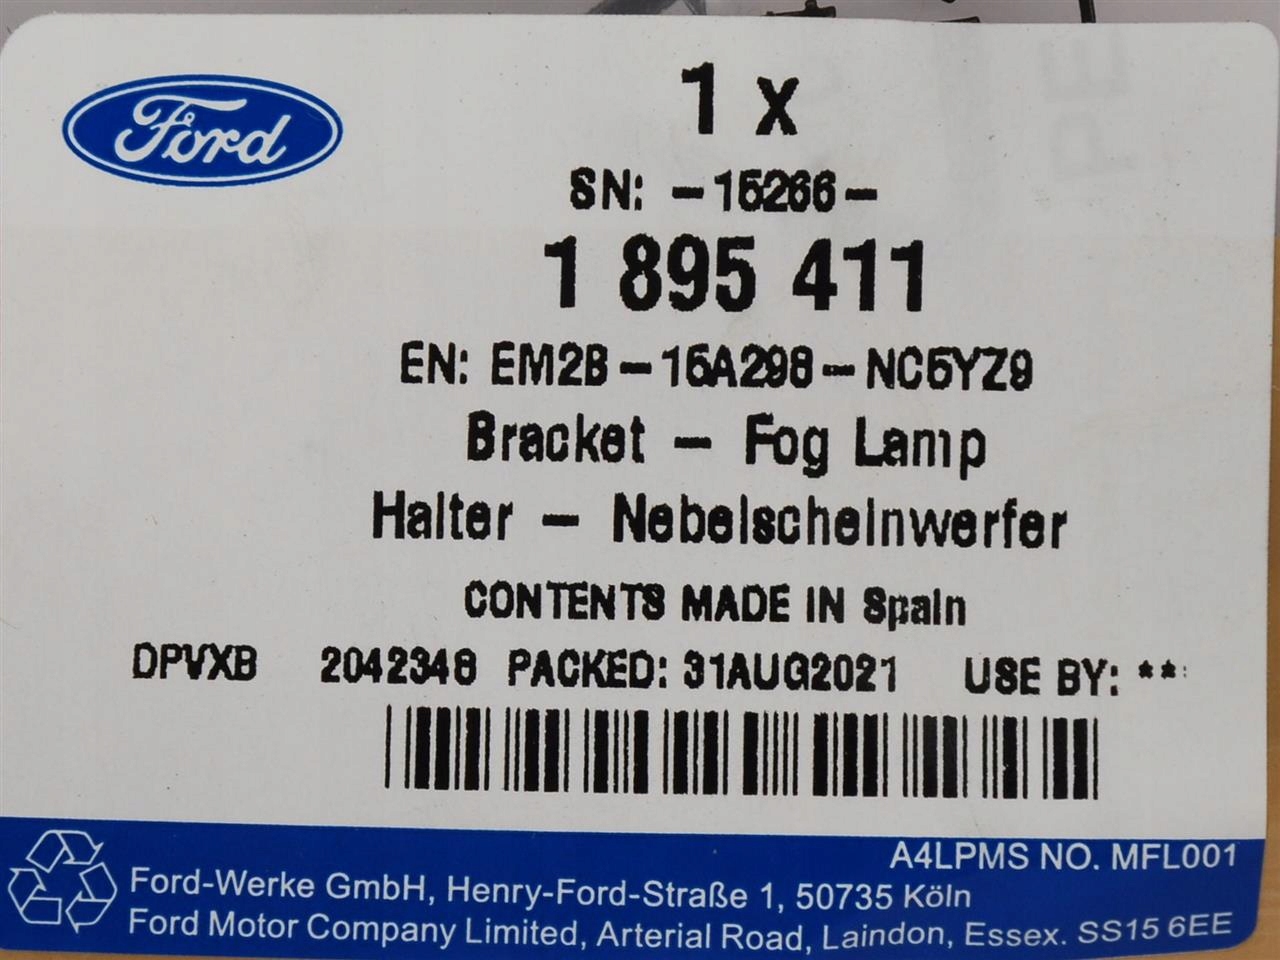 Ford
1 x
SN: -15266-
1 895 411
EN: EM2B-15A298-NC5YZ9
Bracket - Fog Lamp
Halter - Nebelscheinwerfer
CONTENTS MADE IN Spain
DPVXB 2042348 PACKED: 31AUG2021 USE BY: **
A4LPMS NO. MFL001
Ford-Werke GmbH, Henry-Ford-Straße 1, 50735 Köln
Ford Motor Company Limited, Arterial Road, Laindon, Essex. SS15 6EE